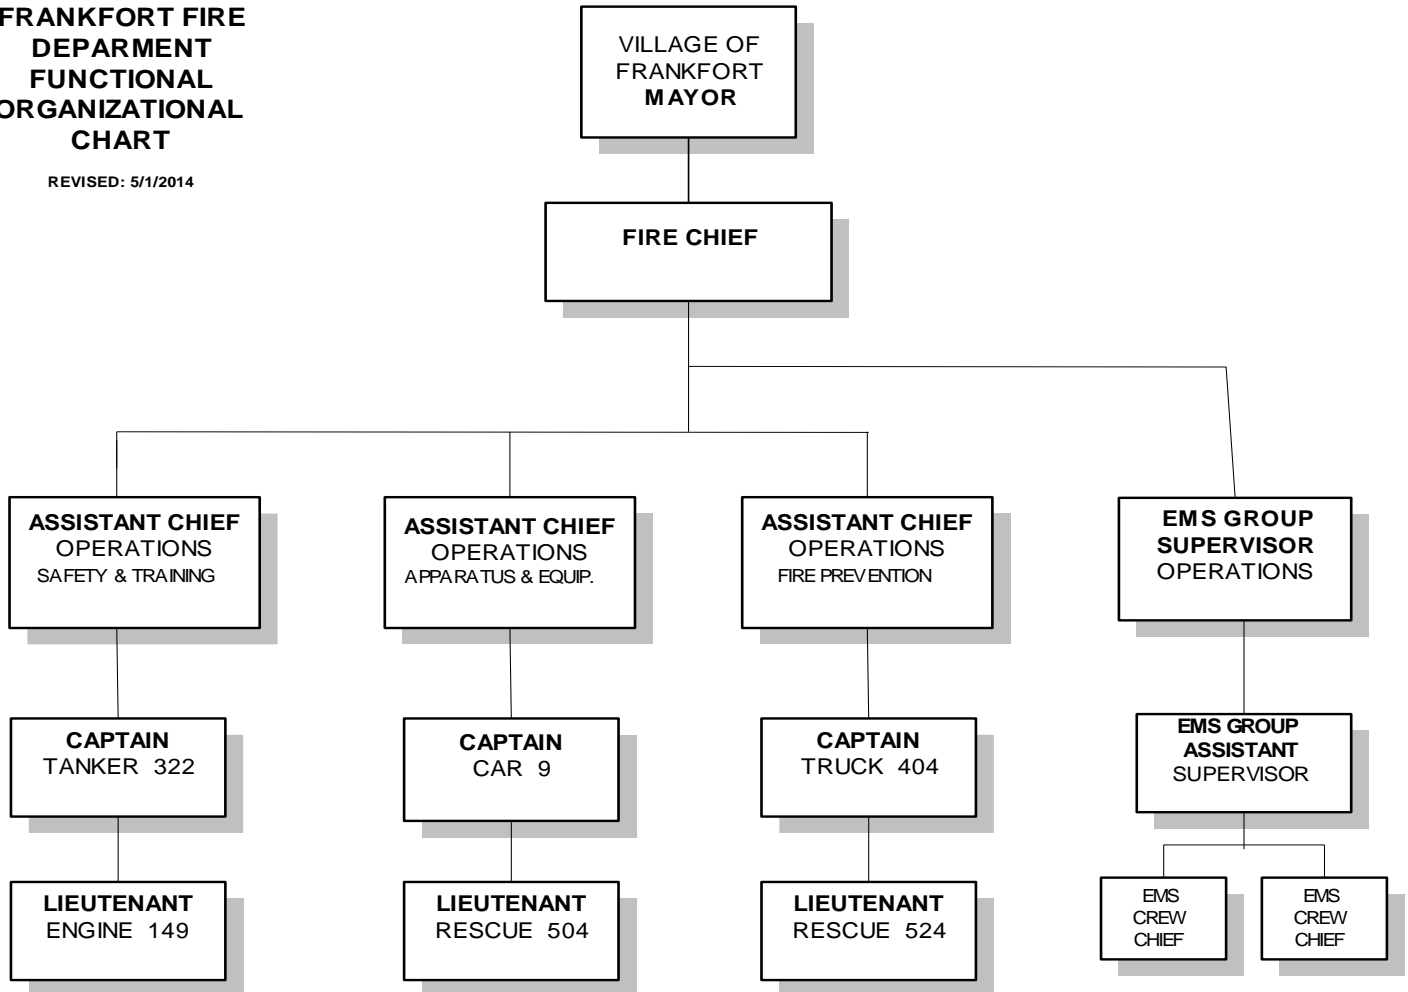 FRANKFORT FIRE
DEPARMENT
FUNCTIONAL
ORGANIZATIONAL
CHART
REVISED: 5/1/2014
VILLAGE OF
FRANKFORT
MAYOR
FIRE CHIEF
ASSISTANT CHIEF
OPERATIONS
SAFETY & TRAINING
ASSISTANT CHIEF
OPERATIONS
APPARATUS & EQUIP.
ASSISTANT CHIEF
OPERATIONS
FIRE PREVENTION
EMS GROUP
SUPERVISOR
OPERATIONS
CAPTAIN
TANKER 322
CAPTAIN
CAR 9
CAPTAIN
TRUCK 404
EMS GROUP
ASSISTANT
SUPERVISOR
LIEUTENANT
ENGINE 149
LIEUTENANT
RESCUE 504
LIEUTENANT
RESCUE 524
EMS
CREW
CHIEF
EMS
CREW
CHIEF